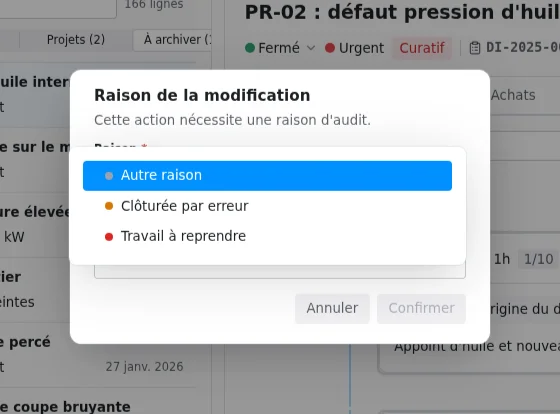 166 lignes
PR-02 : défaut pression d'huil
Projets (2)
À archiver (
Fermé
Urgent
Curatif
DI-2025-0
uile inter
Raison de la modification
Achats
Cette action nécessite une raison d'audit.
Raison *
e sur le m
Autre raison
ure élevée
Clôturée par erreur
kW
Travail à reprendre
1h
1/10
tier
eintes
Annuler
Confirmer
rigine du d
e percé
Appoint d'huile et nouvea
27 janv. 2026
e coupe bruyante